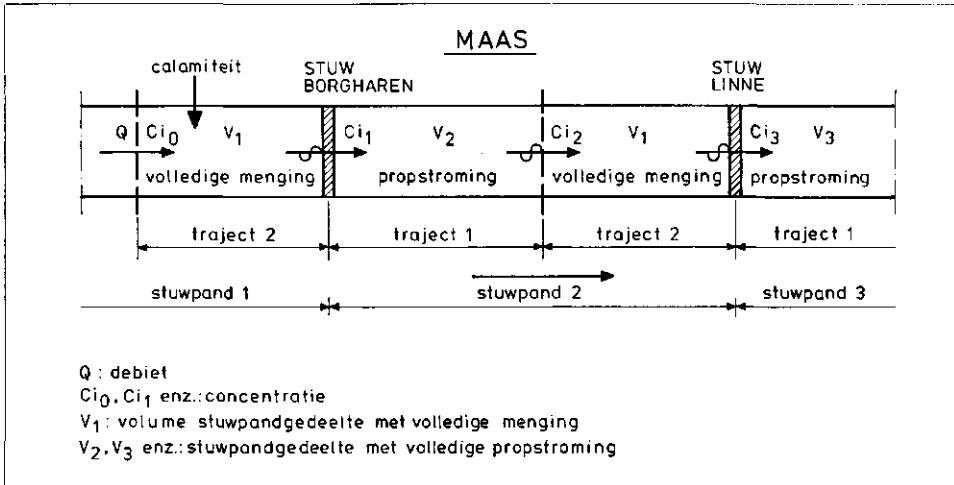 MAAS
calamiteit
STUW
BORGHAREN
STUW
LINNE
Q Ci₀ V₁ Ci₁ V₂ Ci₂ V₁ Ci₃ V₃
volledige menging propstroming volledige menging propstroming
traject 2 traject 1 traject 2 traject 1
stuwpand 1 stuwpand 2 stuwpand 3
Q : debiet
Ci₀.Ci₁ enz.:concentratie
V₁ : volume stuwpandgedeelte met volledige menging
V₂.V₃ enz.:stuwpandgedeelte met volledige propstroming